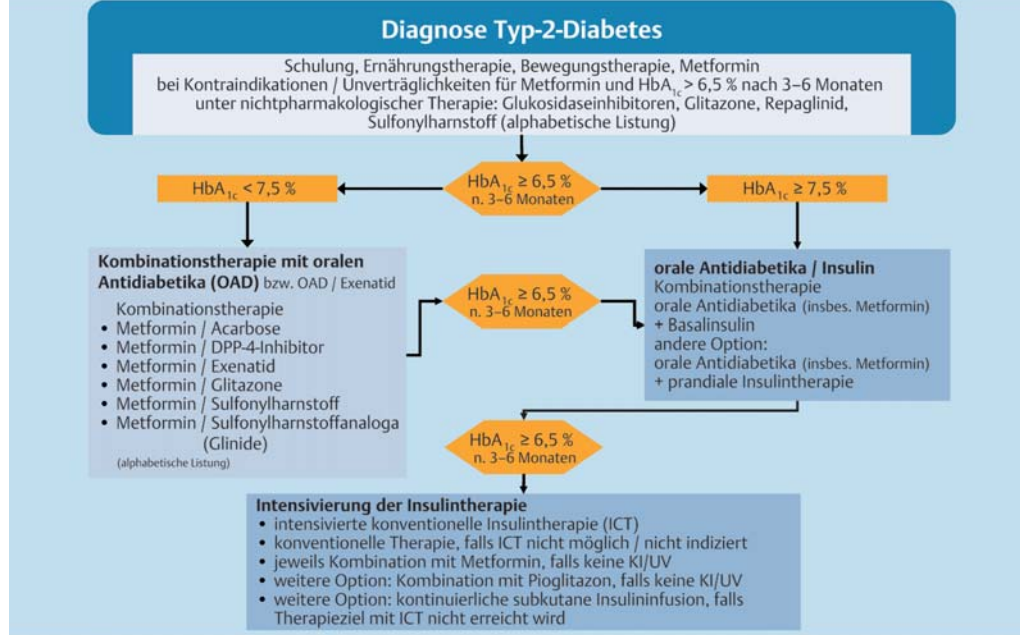 Diagnose Typ-2-Diabetes
Schulung, Ernährungstherapie, Bewegungstherapie, Metformin
bei Kontraindikationen / Unverträglichkeiten für Metformin und HbA1c > 6,5 % nach 3–6 Monaten
unter nichtpharmakologischer Therapie: Glukosidaseinhibitoren, Glitazone, Repaglinid,
Sulfonylharnstoff (alphabetische Listung)
HbA1c < 7,5 %
HbA1c ≥ 6,5 %
n. 3–6 Monaten
HbA1c ≥ 7,5 %
Kombinationstherapie mit oralen
Antidiabetika (OAD) bzw. OAD / Exenatid
Kombinationstherapie
• Metformin / Acarbose
• Metformin / DPP-4-Inhibitor
• Metformin / Exenatid
• Metformin / Glitazone
• Metformin / Sulfonylharnstoff
• Metformin / Sulfonylharnstoffanaloga
(Glinide)
(alphabetische Listung)
HbA1c ≥ 6,5 %
n. 3–6 Monaten
orale Antidiabetika / Insulin
Kombinationstherapie
orale Antidiabetika (insbes. Metformin)
+ Basalinsulin
andere Option:
orale Antidiabetika (insbes. Metformin)
+ prandiale Insulintherapie
HbA1c ≥ 6,5 %
n. 3–6 Monaten
Intensivierung der Insulintherapie
• intensivierte konventionelle Insulintherapie (ICT)
• konventionelle Therapie, falls ICT nicht möglich / nicht indiziert
• jeweils Kombination mit Metformin, falls keine KI/UV
• weitere Option: Kombination mit Pioglitazon, falls keine KI/UV
• weitere Option: kontinuierliche subkutane Insulininfusion, falls
Therapieziel mit ICT nicht erreicht wird